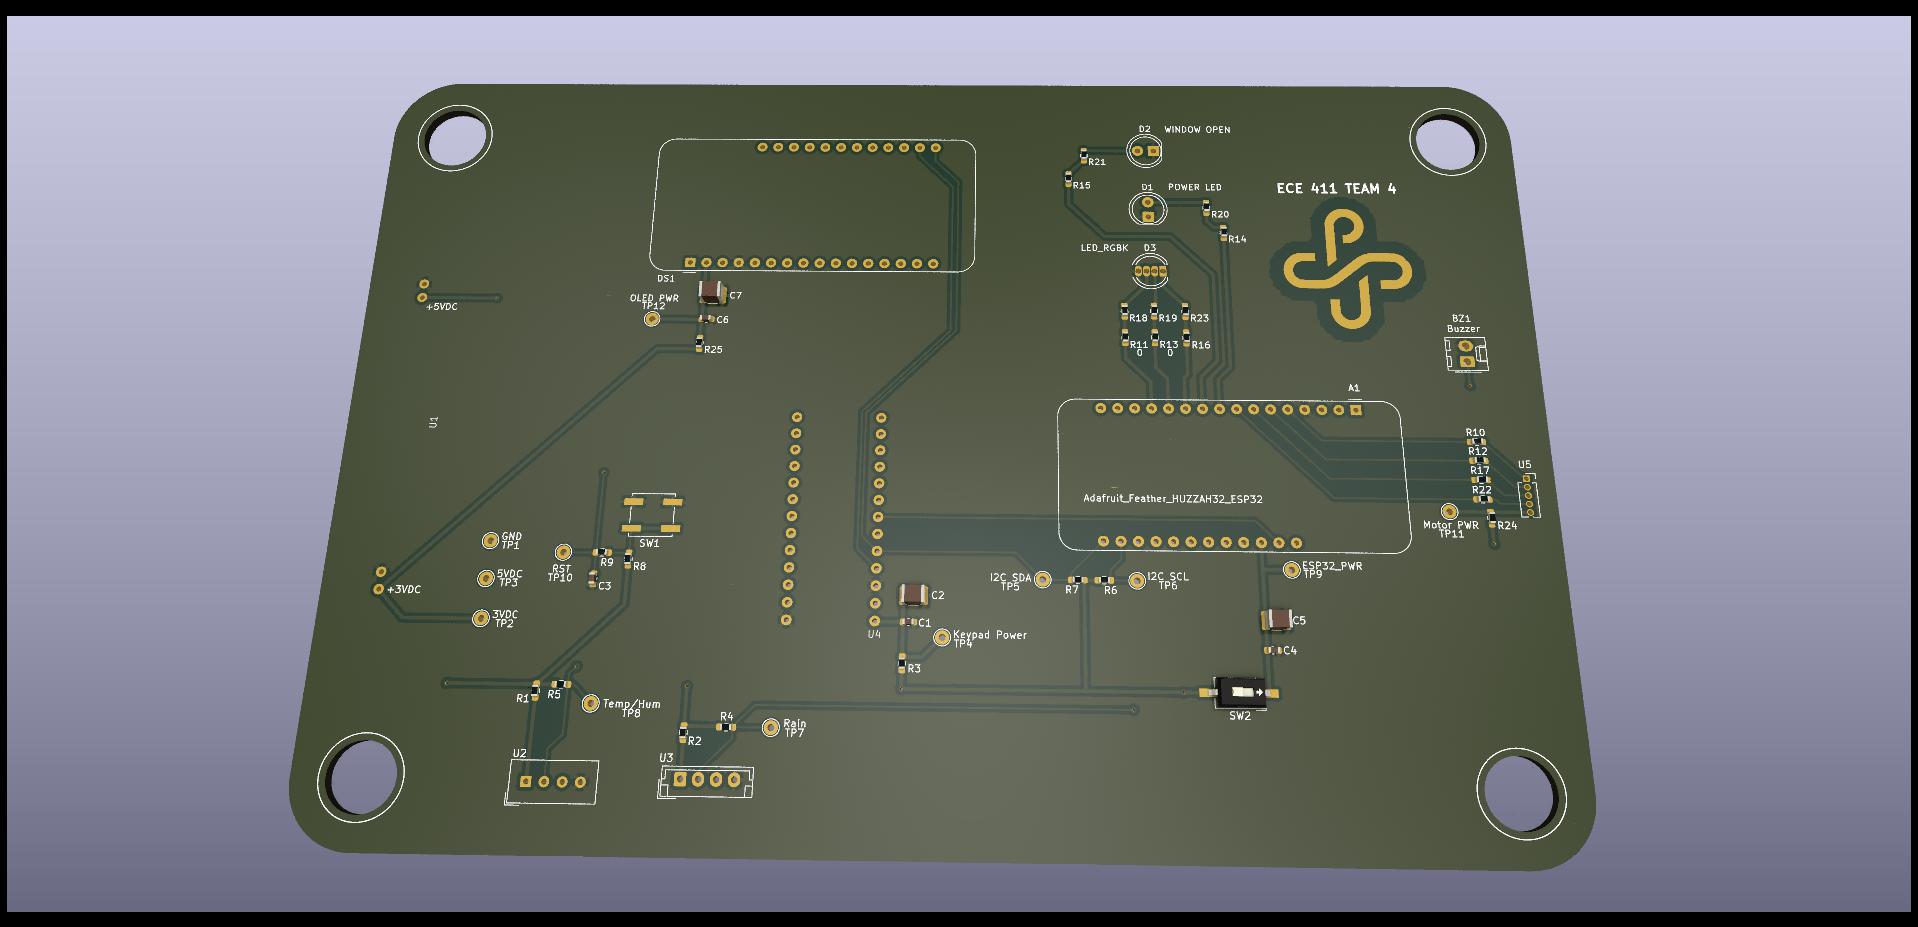 D2 WINDOW OPEN
R21
R15
D1 POWER LED
ECE 411 TEAM 4
R20
R14
LED_RGBK D3
DS1
OLED PWR
TP12
C7
C6
R25
+5VDC
R18 R19 R23
R11 R13 R16
0 0
BZ1
Buzzer
A1
U1
R10
R12
R17
R22
U5
Motor PWR
TP11
R24
Adafruit_Feather_HUZZAH32_ESP32
SW1
GND
TP1
5VDC
TP3
3VDC
TP2
+3VDC
RST
TP10
R9
R8
C3
I2C_SDA
TP5
R7
R6
I2C_SCL
TP6
ESP32_PWR
TP9
C2
C1
U4
Keypad Power
TP4
R3
C5
C4
SW2
R1
R5
Temp/Hum
TP8
R4
Rain
TP7
R2
U2
U3